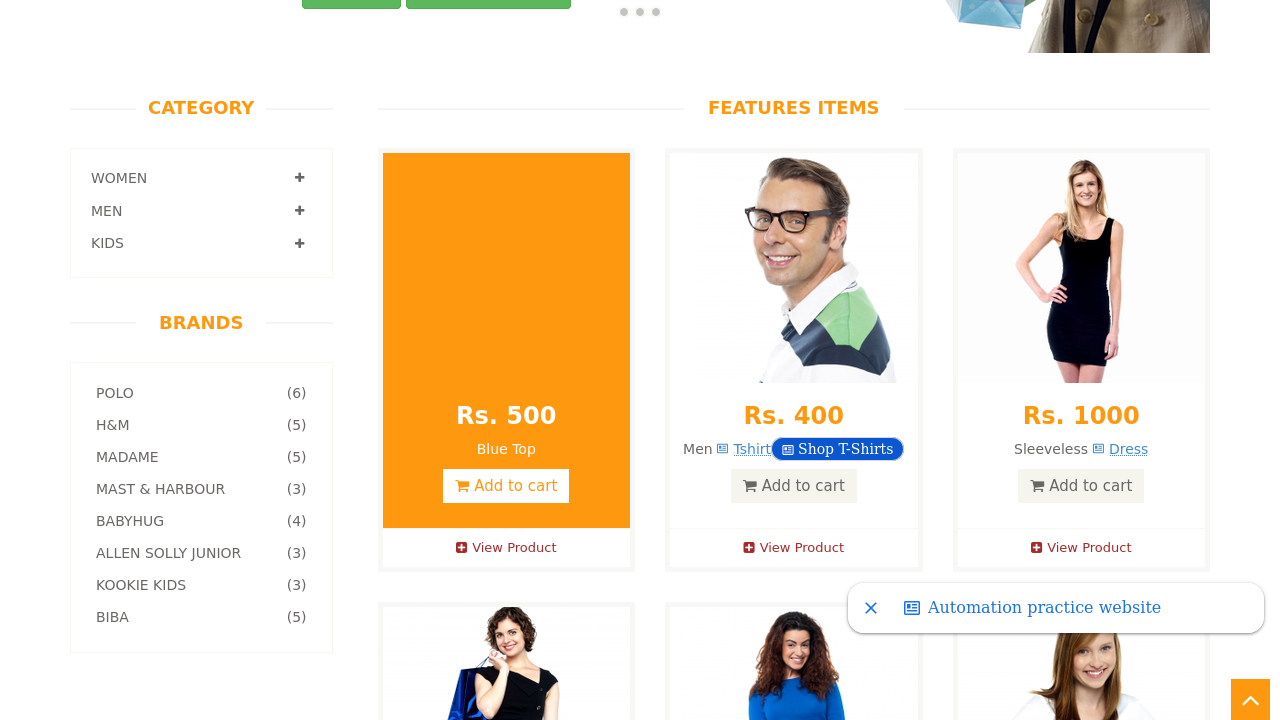 CATEGORY
WOMEN
MEN
KIDS
BRANDS
POLO (6)
H&M (5)
MADAME (5)
MAST & HARBOUR (3)
BABYHUG (4)
ALLEN SOLLY JUNIOR (3)
KOOKIE KIDS (3)
BIBA (5)
FEATURES ITEMS
Rs. 500
Blue Top
Add to cart
View Product
Rs. 400
Men Tshirt Shop T-Shirts
Add to cart
View Product
Rs. 1000
Sleeveless Dress
Add to cart
View Product
Automation practice website